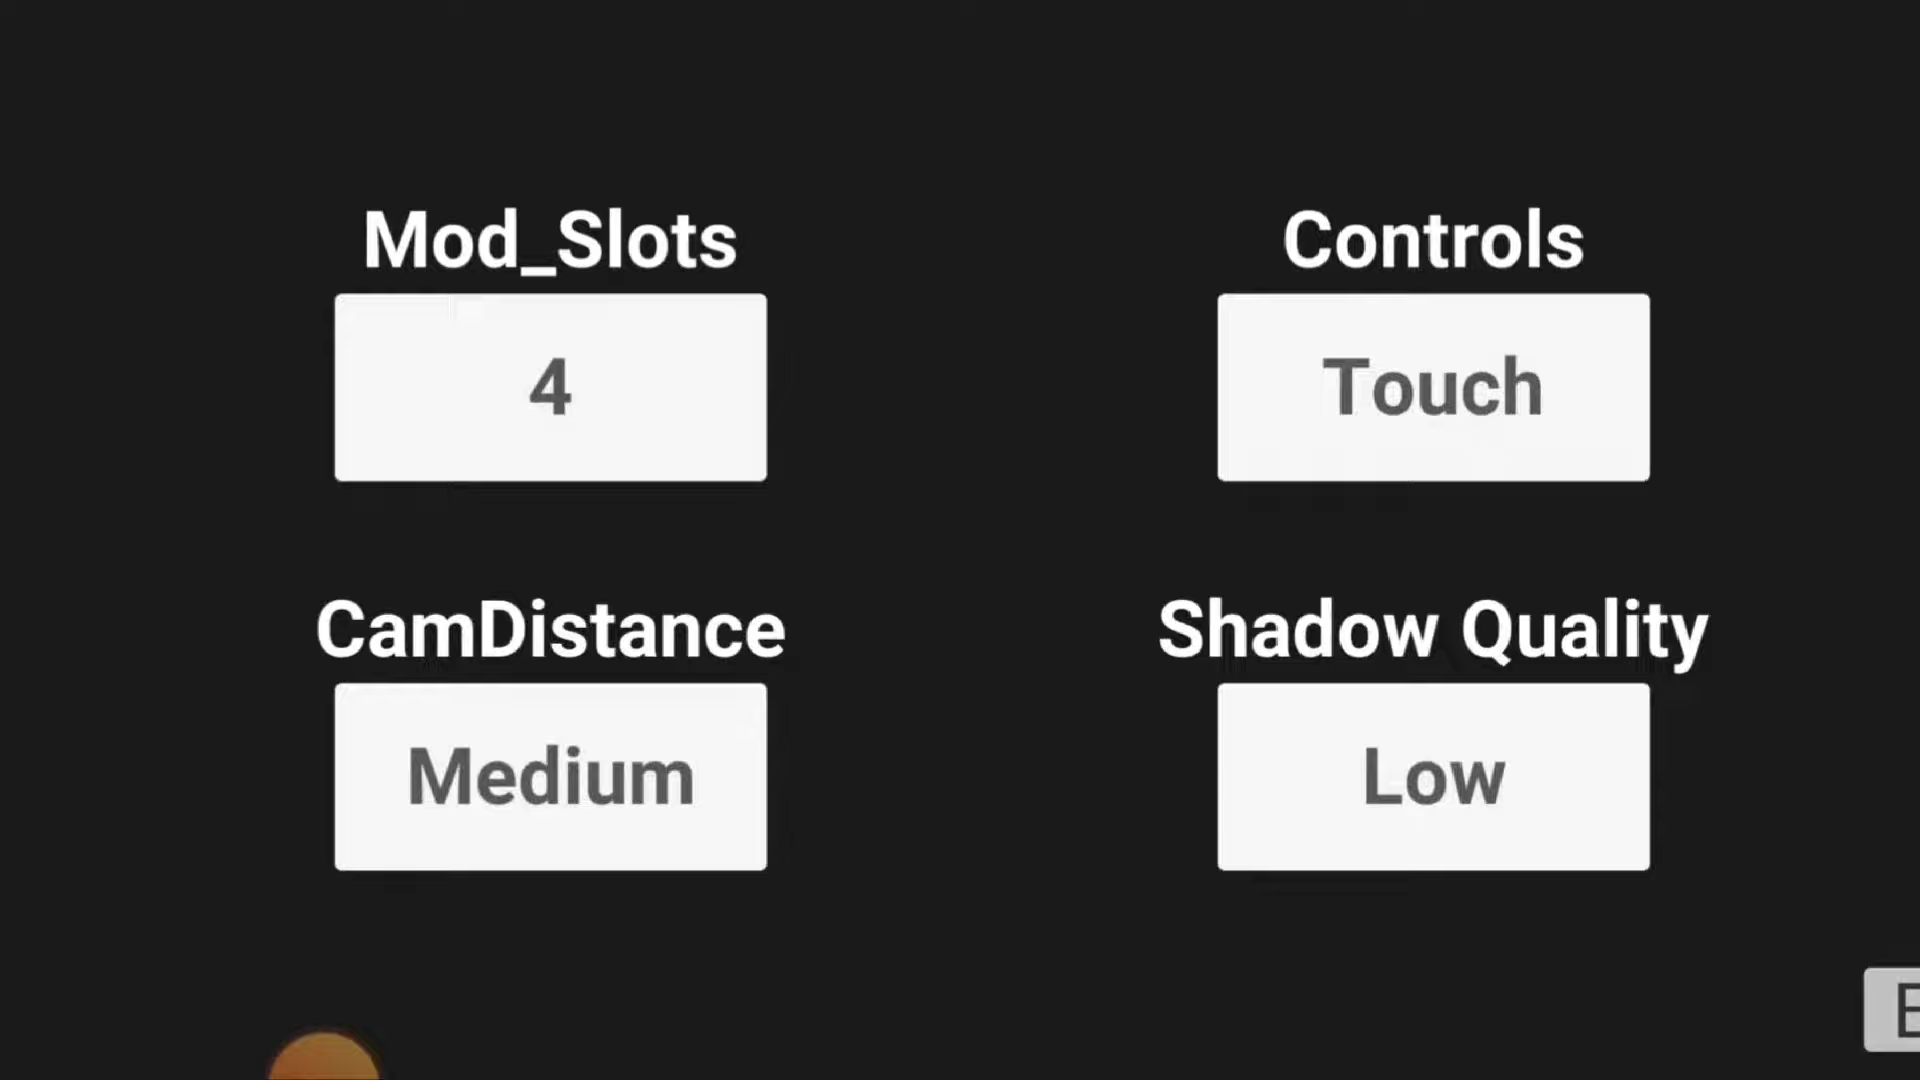 Mod_Slots
Controls
4
Touch
CamDistance
Shadow Quality
Medium
Low